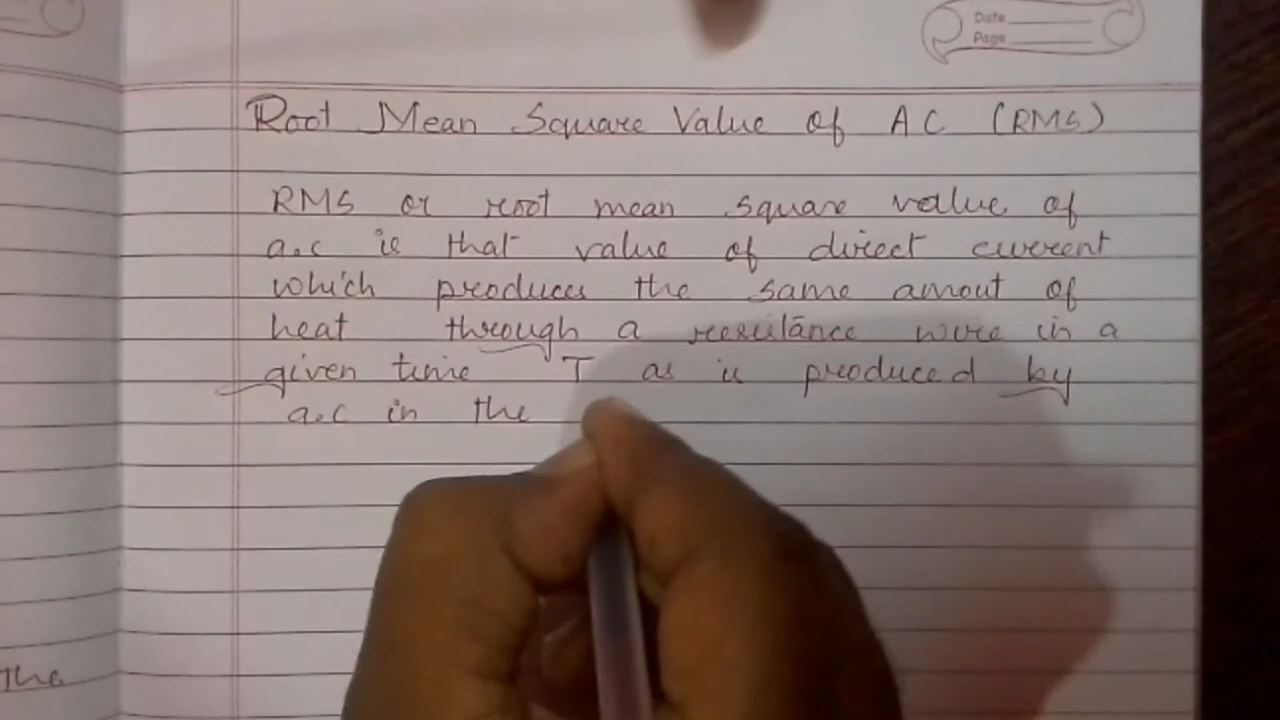 Date
Page
Root Mean Square Value of AC (RMS)
RMS or root mean square value of
a.c is that value of direct current
which produces the same amout of
heat through a resistance wire in a
given time T as is produced by
a.c in the
The